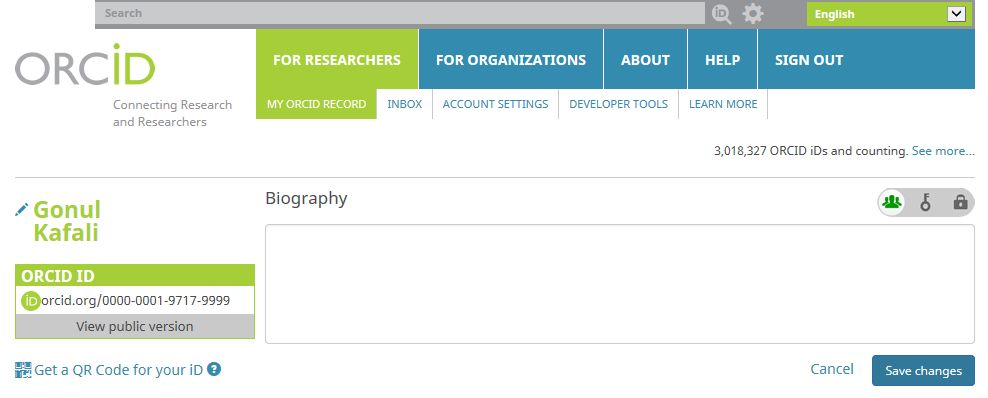 Search
English
ORCiD
Connecting Research
and Researchers
FOR RESEARCHERS
FOR ORGANIZATIONS
ABOUT
HELP
SIGN OUT
MY ORCID RECORD
INBOX
ACCOUNT SETTINGS
DEVELOPER TOOLS
LEARN MORE
3,018,327 ORCID iDs and counting. See more...
Gonul
Kafali
ORCID ID
iD orcid.org/0000-0001-9717-9999
View public version
Get a QR Code for your iD ?
Biography
Cancel
Save changes